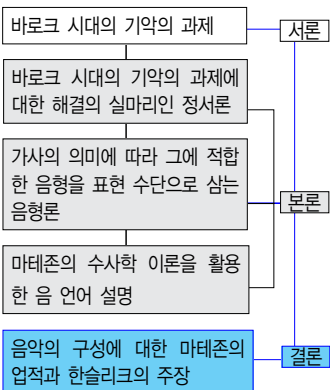 바로크 시대의 기악의 과제
서론
바로크 시대의 기악의 과제에
대한 해결의 실마리인 정서론
가사의 의미에 따라 그에 적합
한 음형을 표현 수단으로 삼는
음형론
본론
마테존의 수사학 이론을 활용
한 음 언어 설명
음악의 구성에 대한 마테존의
업적과 한슬리크의 주장
결론